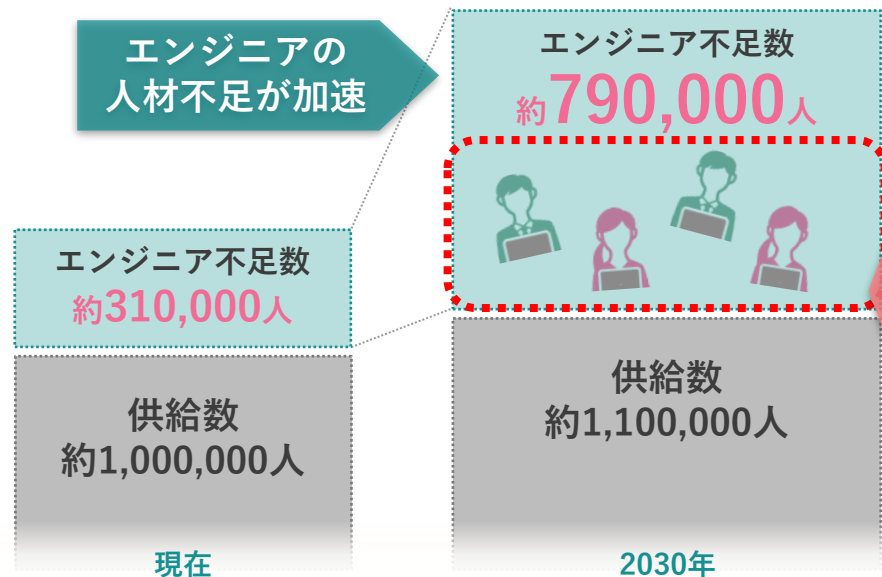 エンジニアの
人材不足が加速
エンジニア不足数
約790,000人
エンジニア不足数
約310,000人
供給数
約1,000,000人
供給数
約1,100,000人
現在
2030年